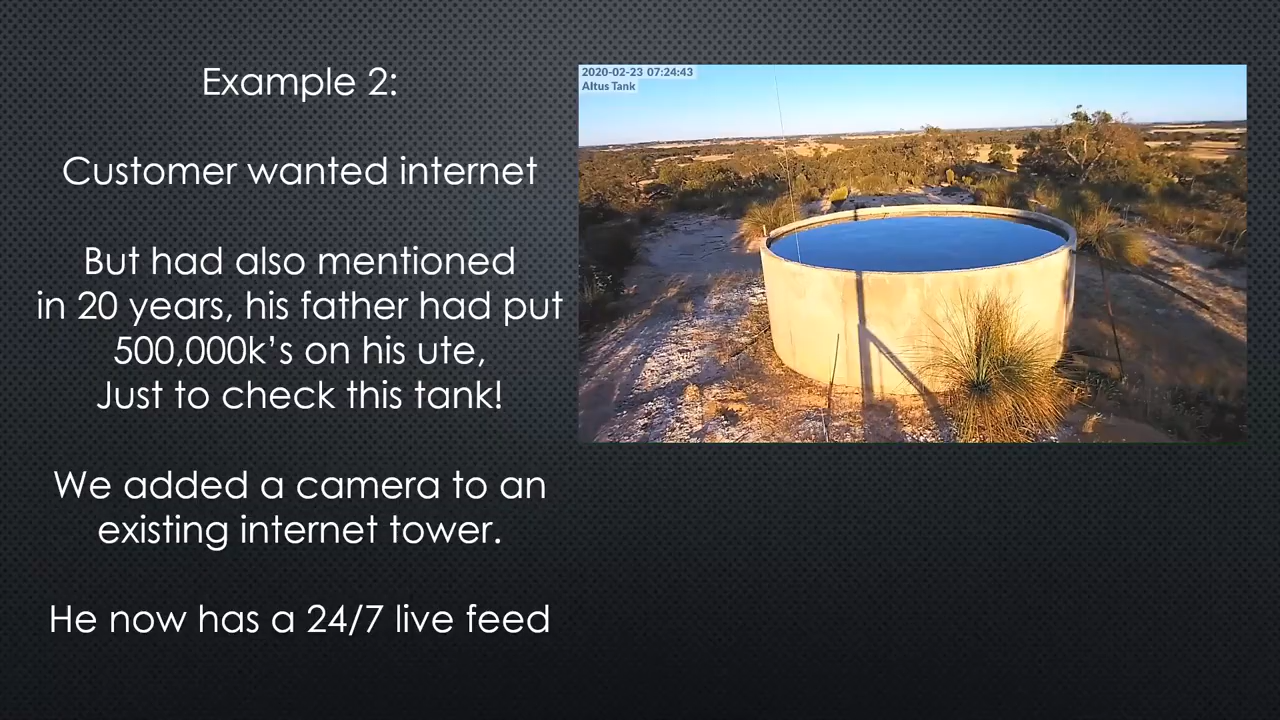 Example 2:
Customer wanted internet
But had also mentioned
in 20 years, his father had put
500,000k’s on his ute,
Just to check this tank!
We added a camera to an
existing internet tower.
He now has a 24/7 live feed
2020-02-23 07:24:43
Altus Tank